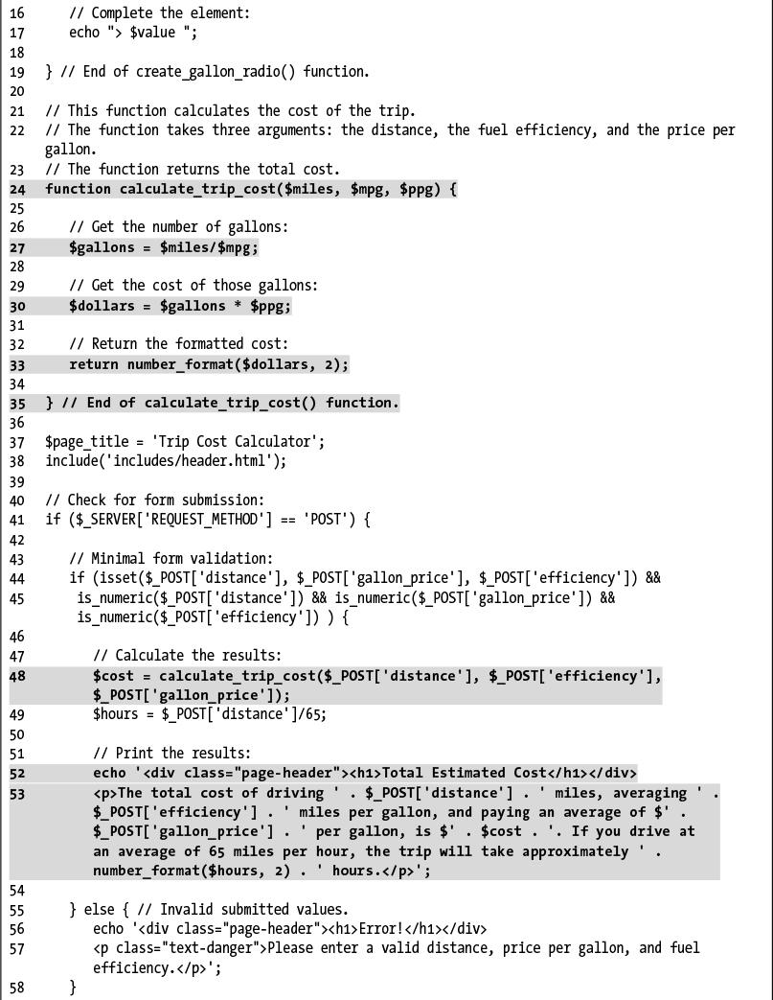 16 // Complete the element:
17 echo "> $value ";
18
19 } // End of create_gallon_radio() function.
20
21 // This function calculates the cost of the trip.
22 // The function takes three arguments: the distance, the fuel efficiency, and the price per
gallon.
23 // The function returns the total cost.
24 function calculate_trip_cost($miles, $mpg, $ppg) {
25
26 // Get the number of gallons:
27 $gallons = $miles/$mpg;
28
29 // Get the cost of those gallons:
30 $dollars = $gallons * $ppg;
31
32 // Return the formatted cost:
33 return number_format($dollars, 2);
34
35 } // End of calculate_trip_cost() function.
36
37 $page_title = 'Trip Cost Calculator';
38 include('includes/header.html');
39
40 // Check for form submission:
41 if ($_SERVER['REQUEST_METHOD'] == 'POST') {
42
43 // Minimal form validation:
44 if (isset($_POST['distance'], $_POST['gallon_price'], $_POST['efficiency']) &&
45 is_numeric($_POST['distance']) && is_numeric($_POST['gallon_price']) &&
is_numeric($_POST['efficiency']) ) {
46
47 // Calculate the results:
48 $cost = calculate_trip_cost($_POST['distance'], $_POST['efficiency'],
$_POST['gallon_price']);
49 $hours = $_POST['distance']/65;
50
51 // Print the results:
52 echo '<div class="page-header"><h1>Total Estimated Cost</h1></div>
53 <p>The total cost of driving ' . $_POST['distance'] . ' miles, averaging ' .
$_POST['efficiency'] . ' miles per gallon, and paying an average of $' .
$_POST['gallon_price'] . ' per gallon, is $' . $cost . '. If you drive at
an average of 65 miles per hour, the trip will take approximately ' .
number_format($hours, 2) . ' hours.</p>';
54
55 } else { // Invalid submitted values.
56 echo '<div class="page-header"><h1>Error!</h1></div>
57 <p class="text-danger">Please enter a valid distance, price per gallon, and fuel
efficiency.</p>';
58 }